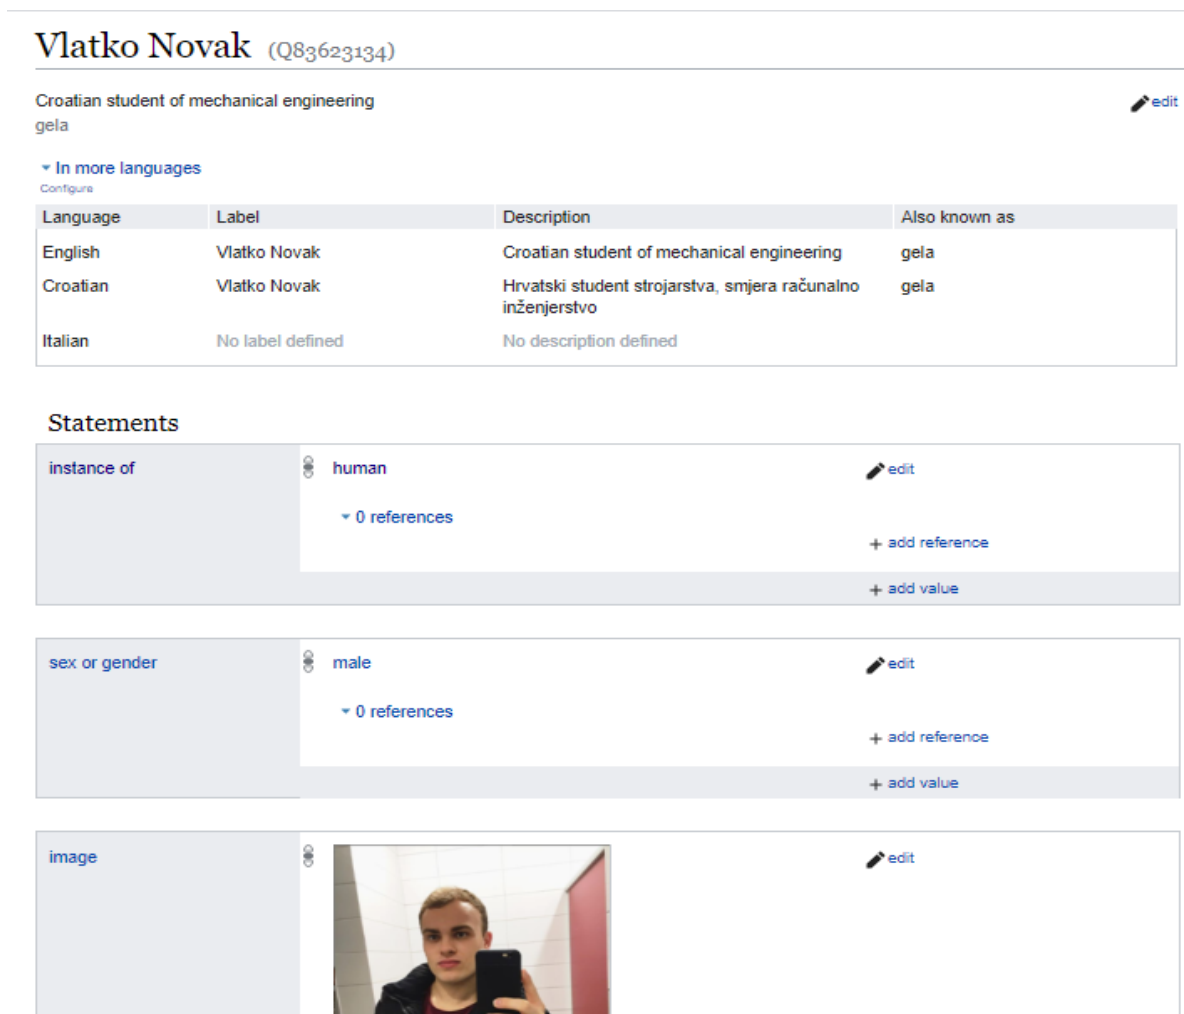 Vlatko Novak (Q83623134)
Croatian student of mechanical engineering
edit
gela
In more languages
Configure
Language Label Description Also known as
English Vlatko Novak Croatian student of mechanical engineering gela
Croatian Vlatko Novak Hrvatski student strojarstva, smjera računalno gela
inženjerstvo
Italian No label defined No description defined
Statements
instance of human edit
0 references
+ add reference
+ add value
sex or gender male edit
0 references
+ add reference
+ add value
image edit